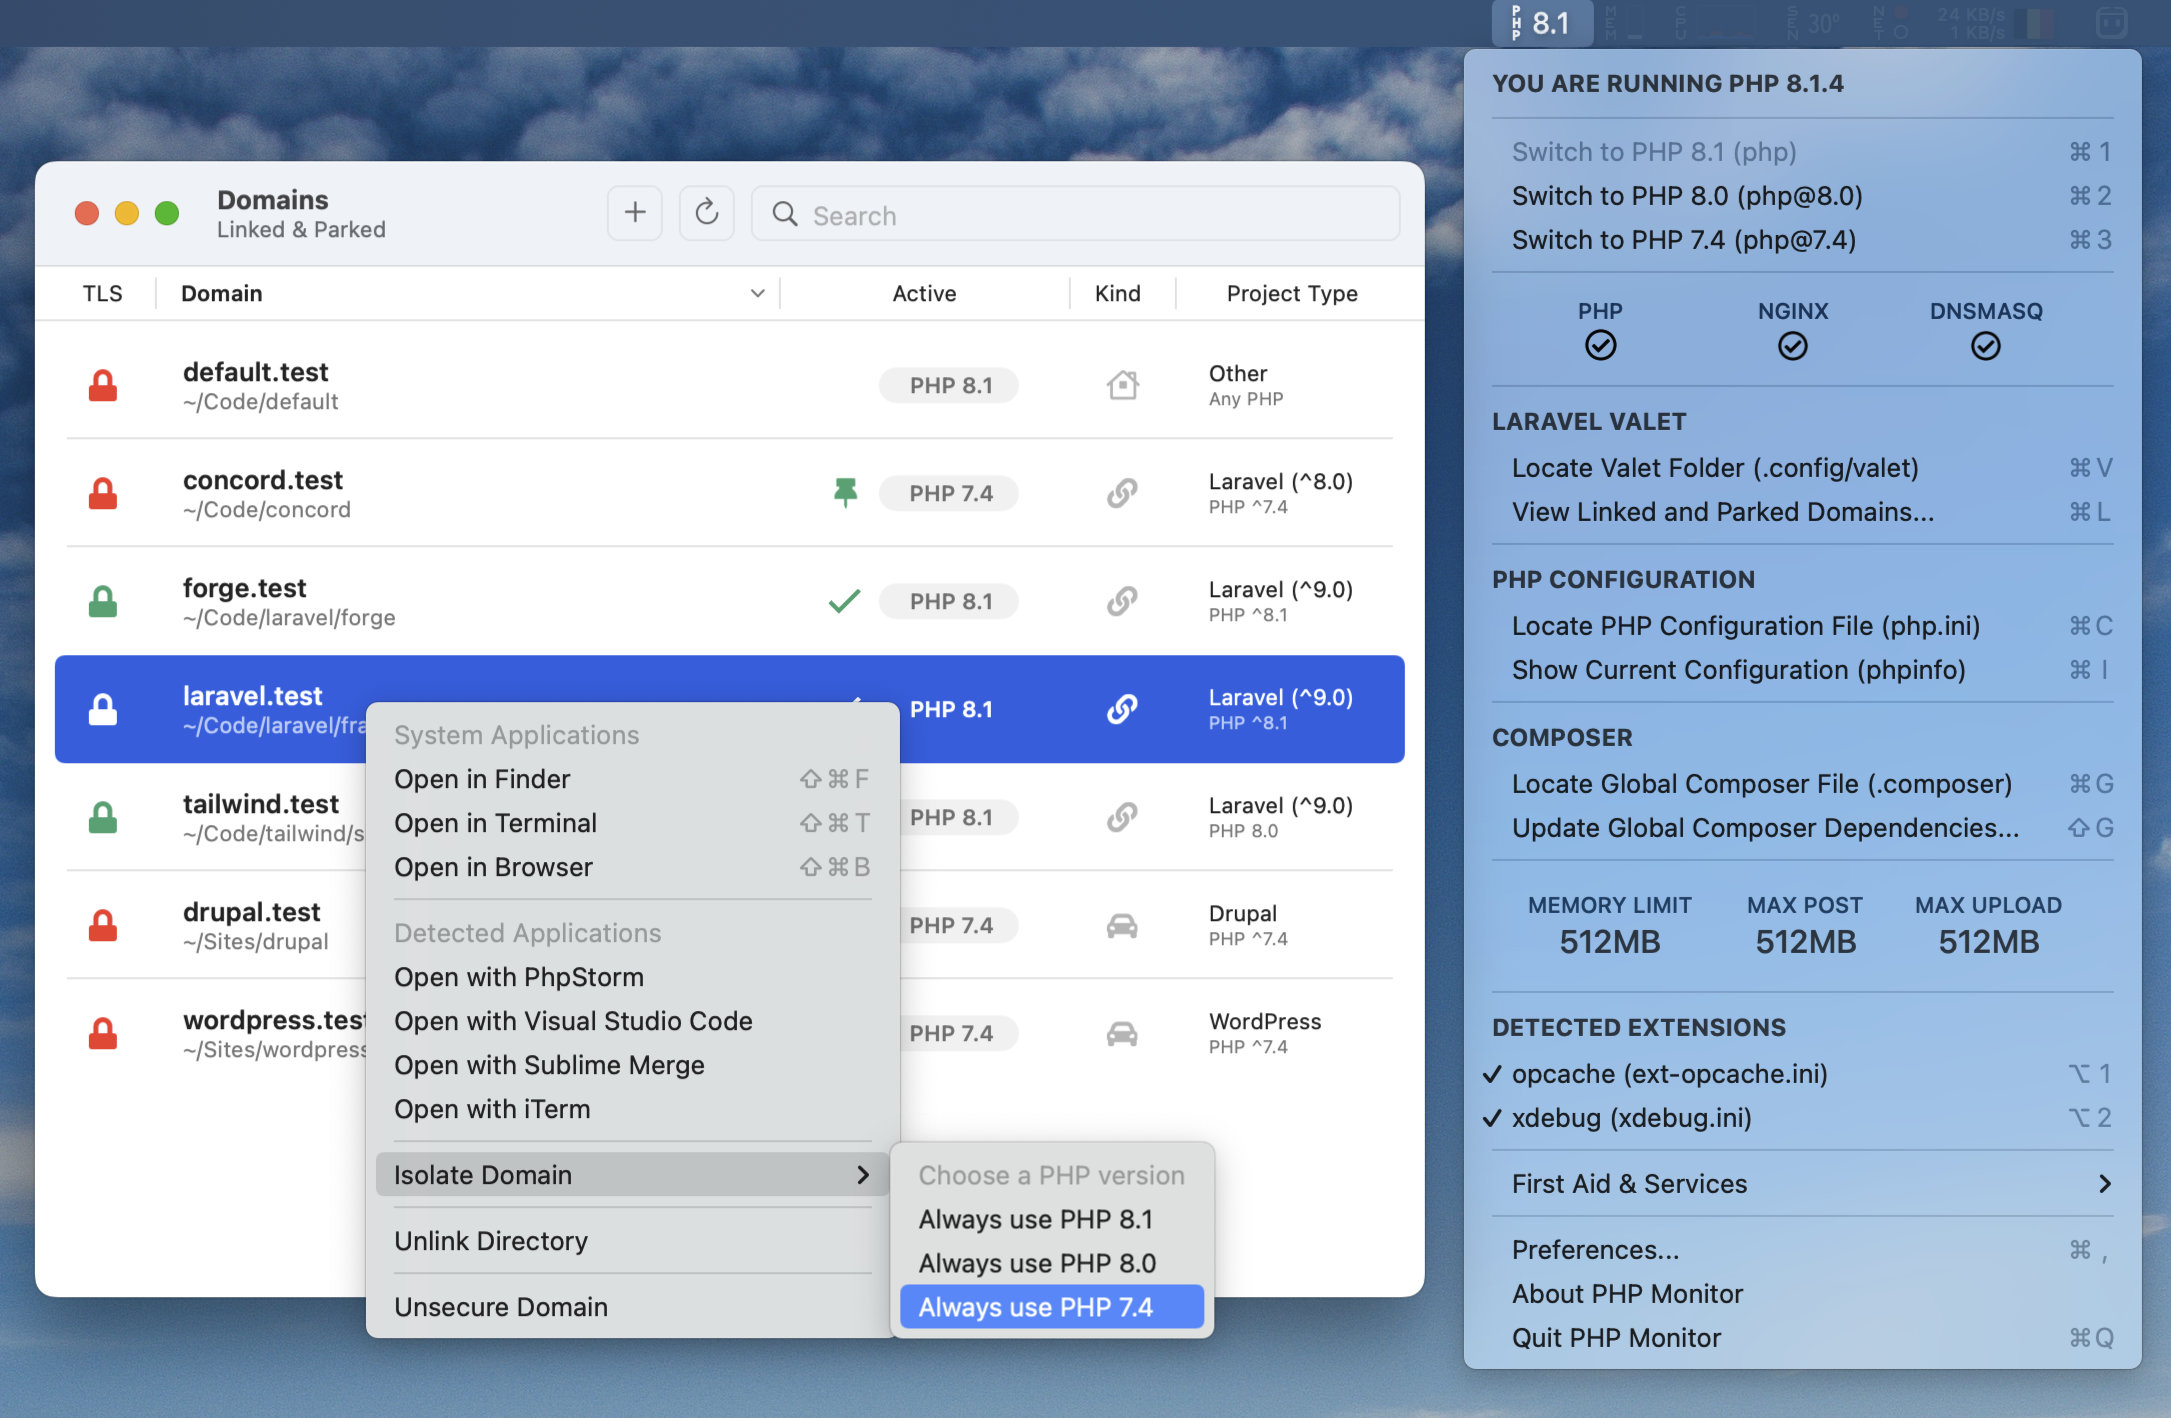 PHP 8.1
MEM
CPU
SEN 30°
NET
24 KB/s
1 KB/s
Domains
Linked & Parked
Search
TLS Domain Active Kind Project Type
default.test
~/Code/default
PHP 8.1
Other
Any PHP
concord.test
~/Code/concord
PHP 7.4
Laravel (^8.0)
PHP ^7.4
forge.test
~/Code/laravel/forge
PHP 8.1
Laravel (^9.0)
PHP ^8.1
laravel.test
~/Code/laravel/fra
PHP 8.1
Laravel (^9.0)
PHP ^8.1
tailwind.test
~/Code/tailwind/s
PHP 8.1
Laravel (^9.0)
PHP 8.0
drupal.test
~/Sites/drupal
PHP 7.4
Drupal
PHP ^7.4
wordpress.test
~/Sites/wordpress
PHP 7.4
WordPress
PHP ^7.4
System Applications
Open in Finder ⇧⌘F
Open in Terminal ⇧⌘T
Open in Browser ⇧⌘B
Detected Applications
Open with PhpStorm
Open with Visual Studio Code
Open with Sublime Merge
Open with iTerm
Isolate Domain
Unlink Directory
Unsecure Domain
Choose a PHP version
Always use PHP 8.1
Always use PHP 8.0
Always use PHP 7.4
YOU ARE RUNNING PHP 8.1.4
Switch to PHP 8.1 (php) ⌘1
Switch to PHP 8.0 (php@8.0) ⌘2
Switch to PHP 7.4 (php@7.4) ⌘3
PHP NGINX DNSMASQ
LARAVEL VALET
Locate Valet Folder (.config/valet) ⌘V
View Linked and Parked Domains... ⌘L
PHP CONFIGURATION
Locate PHP Configuration File (php.ini) ⌘C
Show Current Configuration (phpinfo) ⌘I
COMPOSER
Locate Global Composer File (.composer) ⌘G
Update Global Composer Dependencies... ⇧G
MEMORY LIMIT MAX POST MAX UPLOAD
512MB 512MB 512MB
DETECTED EXTENSIONS
✓ opcache (ext-opcache.ini) ⌥1
✓ xdebug (xdebug.ini) ⌥2
First Aid & Services
Preferences... ⌘,
About PHP Monitor
Quit PHP Monitor ⌘Q